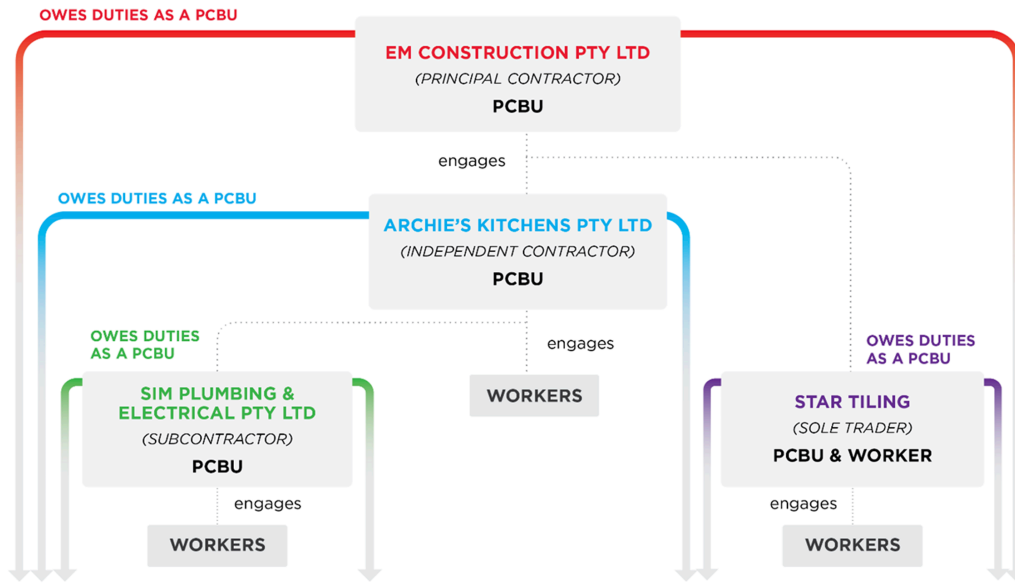 OWES DUTIES AS A PCBU
EM CONSTRUCTION PTY LTD
(PRINCIPAL CONTRACTOR)
PCBU
engages
OWES DUTIES AS A PCBU
ARCHIE'S KITCHENS PTY LTD
(INDEPENDENT CONTRACTOR)
PCBU
engages
WORKERS
OWES DUTIES
AS A PCBU
SIM PLUMBING &
ELECTRICAL PTY LTD
(SUBCONTRACTOR)
PCBU
engages
WORKERS
OWES DUTIES
AS A PCBU
STAR TILING
(SOLE TRADER)
PCBU & WORKER
engages
WORKERS